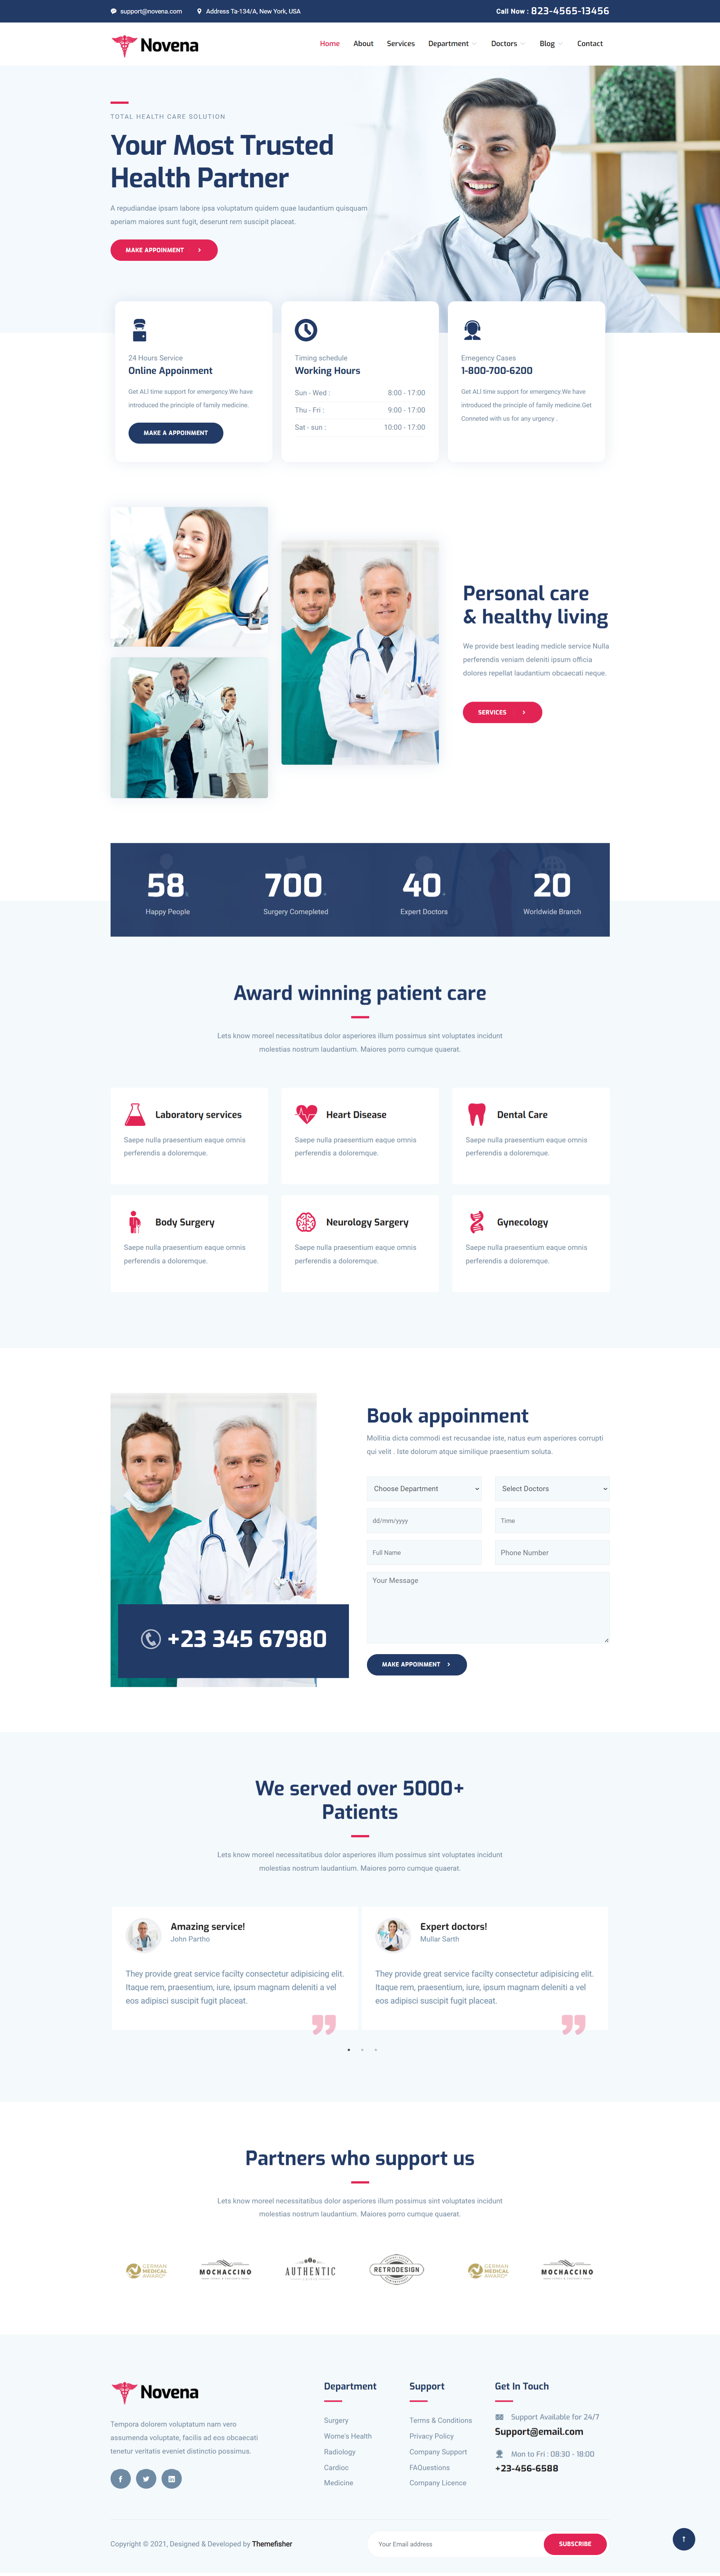 support@novena.com
Address Ta-134/A, New York, USA
Call Now : 823-4565-13456
Novena
Home
About
Services
Department
Doctors
Blog
Contact
TOTAL HEALTH CARE SOLUTION
Your Most Trusted
Health Partner
A repudiandae ipsam labore ipsa voluptatum quidem quae laudantium quisquam
aperiam maiores sunt fugit, deserunt rem suscipit placeat.
MAKE APPOINMENT
24 Hours Service
Online Appoinment
Get ALl time support for emergency.We have
introduced the principle of family medicine.
MAKE A APPOINMENT
Timing schedule
Working Hours
Sun - Wed : 8:00 - 17:00
Thu - Fri : 9:00 - 17:00
Sat - sun : 10:00 - 17:00
Emegency Cases
1-800-700-6200
Get ALl time support for emergency.We have
introduced the principle of family medicine.Get
Conneted with us for any urgency .
Personal care
& healthy living
We provide best leading medicle service Nulla
perferendis veniam deleniti ipsum officia
dolores repellat laudantium obcaecati neque.
SERVICES
58
Happy People
700
Surgery Comepleted
40
Expert Doctors
20
Worldwide Branch
Award winning patient care
Lets know moreel necessitatibus dolor asperiores illum possimus sint voluptates incidunt
molestias nostrum laudantium. Maiores porro cumque quaerat.
Laboratory services
Saepe nulla praesentium eaque omnis
perferendis a doloremque.
Heart Disease
Saepe nulla praesentium eaque omnis
perferendis a doloremque.
Dental Care
Saepe nulla praesentium eaque omnis
perferendis a doloremque.
Body Surgery
Saepe nulla praesentium eaque omnis
perferendis a doloremque.
Neurology Sargery
Saepe nulla praesentium eaque omnis
perferendis a doloremque.
Gynecology
Saepe nulla praesentium eaque omnis
perferendis a doloremque.
+23 345 67980
Book appoinment
Mollitia dicta commodi est recusandae iste, natus eum asperiores corrupti
qui velit . Iste dolorum atque similique praesentium soluta.
Choose Department
Select Doctors
dd/mm/yyyy
Time
Full Name
Phone Number
Your Message
MAKE APPOINMENT
We served over 5000+
Patients
Lets know moreel necessitatibus dolor asperiores illum possimus sint voluptates incidunt
molestias nostrum laudantium. Maiores porro cumque quaerat.
Amazing service!
John Partho
They provide great service facilty consectetur adipisicing elit.
Itaque rem, praesentium, iure, ipsum magnam deleniti a vel
eos adipisci suscipit fugit placeat.
Expert doctors!
Mullar Sarth
They provide great service facilty consectetur adipisicing elit.
Itaque rem, praesentium, iure, ipsum magnam deleniti a vel
eos adipisci suscipit fugit placeat.
Partners who support us
Lets know moreel necessitatibus dolor asperiores illum possimus sint voluptates incidunt
molestias nostrum laudantium. Maiores porro cumque quaerat.
GERMAN
MEDICAL
AWARD
MOCHACCINO
AUTHENTIC
RETRODESIGN
GERMAN
MEDICAL
AWARD
MOCHACCINO
Novena
Tempora dolorem voluptatum nam vero
assumenda voluptate, facilis ad eos obcaecati
tenetur veritatis eveniet distinctio possimus.
Department
Surgery
Wome's Health
Radiology
Cardioc
Medicine
Support
Terms & Conditions
Privacy Policy
Company Support
FAQuestions
Company Licence
Get In Touch
Support Available for 24/7
Support@email.com
Mon to Fri : 08:30 - 18:00
+23-456-6588
Copyright © 2021, Designed & Developed by Themefisher
Your Email address
SUBSCRIBE